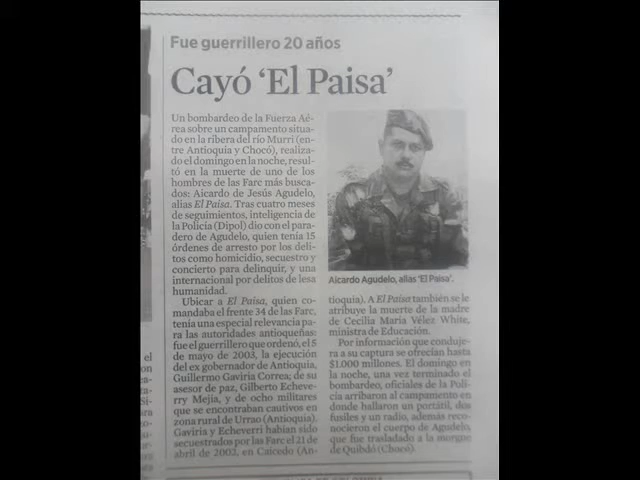 Fue guerrillero 20 años
Cayó ‘El Paisa’
Un bombardeo de la Fuerza Aé-
rea sobre un campamento situa-
do en la ribera del río Murrí (en-
tre Antioquia y Chocó), realiza-
do el domingo en la noche, resul-
tó en la muerte de uno de los
hombres de las Farc más busca-
dos: Aicardo de Jesús Agudelo,
alias El Paisa. Tras cuatro meses
de seguimientos, inteligencia de
la Policía (Dipol) dio con el para-
dero de Agudelo, quien tenía 15
órdenes de arresto por los deli-
tos como homicidio, secuestro y
concierto para delinquir, y una
internacional por delitos de lesa
humanidad.
Ubicar a El Paisa, quien co-
mandaba el frente 34 de las Farc,
tenía una especial relevancia pa-
ra las autoridades antioqueñas:
fue el guerrillero que ordenó, el 5
de mayo de 2003, la ejecución
del ex gobernador de Antioquia,
Guillermo Gaviria Correa; de su
asesor de paz, Gilberto Echeve-
rry Mejía, y de ocho militares
que se encontraban cautivos en
zona rural de Urrao (Antioquia).
Gaviria y Echeverri habían sido
secuestrados por las Farc el 21 de
abril de 2002, en Caicedo (An-
Aicardo Agudelo, alias ‘El Paisa’.
tioquia). A El Paisa también se le
atribuye la muerte de la madre
de Cecilia María Vélez White,
ministra de Educación.
Por información que conduje-
ra a su captura se ofrecían hasta
$1.000 millones. El domingo en
la noche, una vez terminado el
bombardeo, oficiales de la Poli-
cía arribaron al campamento en
donde hallaron un portátil, dos
fusiles y un radio, además reco-
nocieron el cuerpo de Agudelo,
que fue trasladado a la morgue
de Quibdó (Chocó).